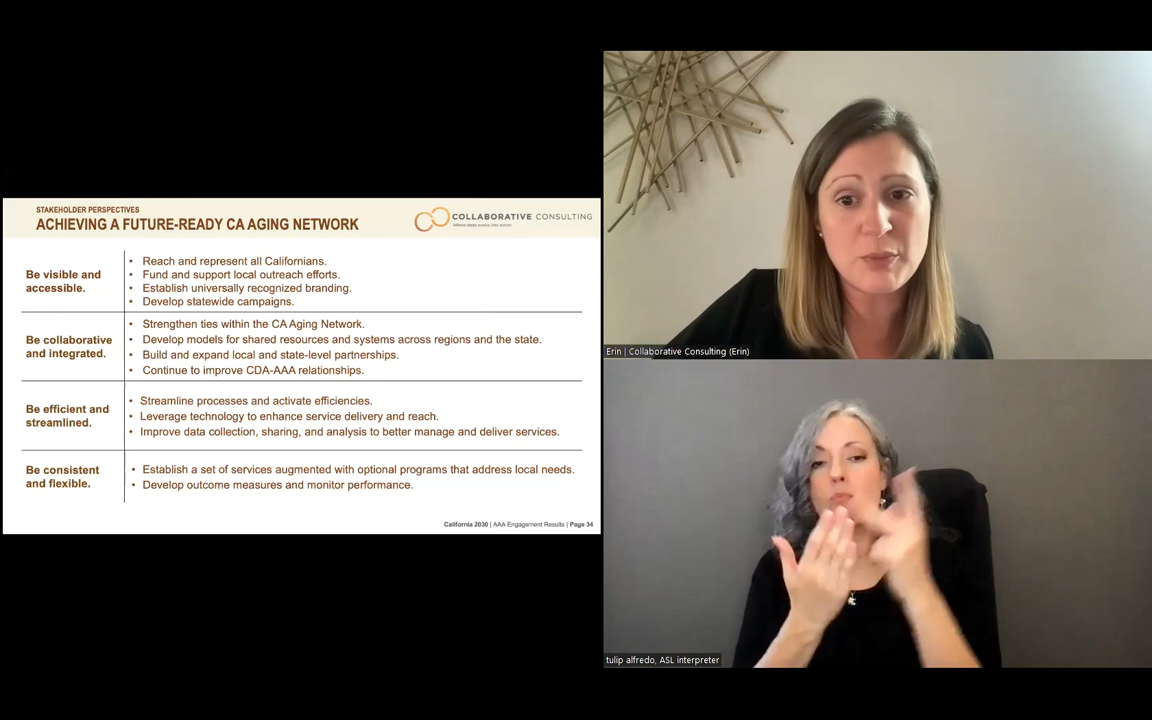 STAKEHOLDER PERSPECTIVES
ACHIEVING A FUTURE-READY CA AGING NETWORK
COLLABORATIVE CONSULTING
Where ideas evolve into action
Be visible and
accessible.
• Reach and represent all Californians.
• Fund and support local outreach efforts.
• Establish universally recognized branding.
• Develop statewide campaigns.
Be collaborative
and integrated.
• Strengthen ties within the CA Aging Network.
• Develop models for shared resources and systems across regions and the state.
• Build and expand local and state-level partnerships.
• Continue to improve CDA-AAA relationships.
Be efficient and
streamlined.
• Streamline processes and activate efficiencies.
• Leverage technology to enhance service delivery and reach.
• Improve data collection, sharing, and analysis to better manage and deliver services.
Be consistent
and flexible.
• Establish a set of services augmented with optional programs that address local needs.
• Develop outcome measures and monitor performance.
California 2030 | AAA Engagement Results | Page 34
Erin | Collaborative Consulting (Erin)
tulip alfredo, ASL interpreter